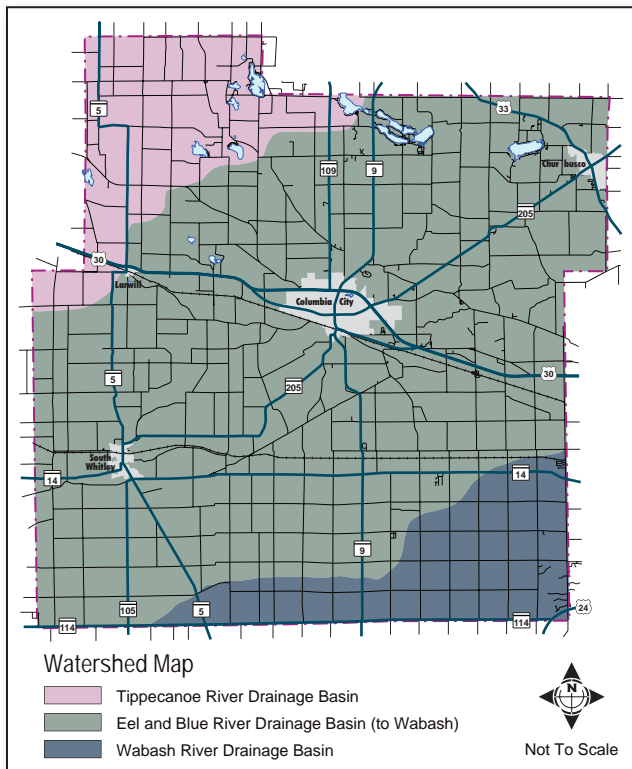 33
5
Churubusco
109
9
205
30
Larwill
Columbia City
5
205
30
South
Whitley
14
14
9
105
5
24
114
114
Watershed Map
Tippecanoe River Drainage Basin
Eel and Blue River Drainage Basin (to Wabash)
Wabash River Drainage Basin
N
Not To Scale